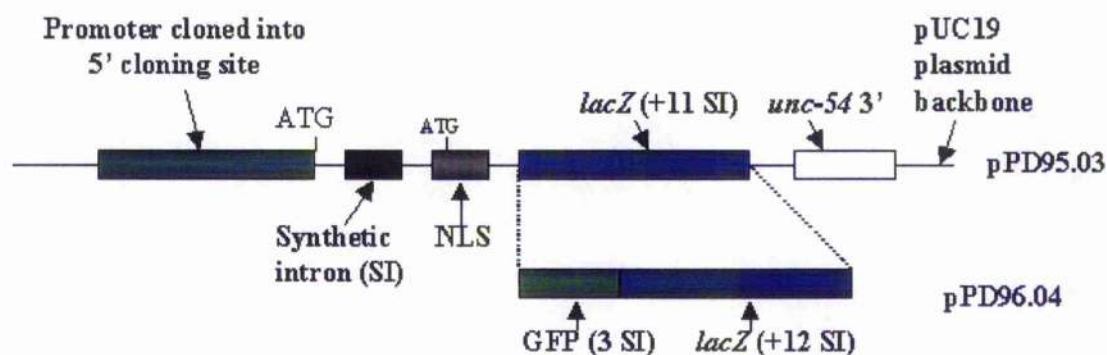 Promoter cloned into
5' cloning site
ATG
ATG
lacZ (+11 SI)
unc-54 3'
pUC19
plasmid
backbone
pPD95.03
Synthetic
intron (SI)
NLS
pPD96.04
GFP (3 SI)
lacZ (+12 SI)